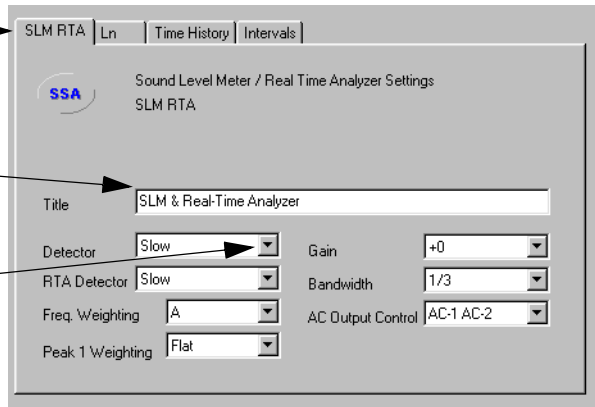 SLM RTA Ln Time History Intervals
SSA
Sound Level Meter / Real Time Analyzer Settings
SLM RTA
Title SLM & Real-Time Analyzer
Detector Slow Gain +0
RTA Detector Slow Bandwidth 1/3
Freq. Weighting A AC Output Control AC-1 AC-2
Peak 1 Weighting Flat